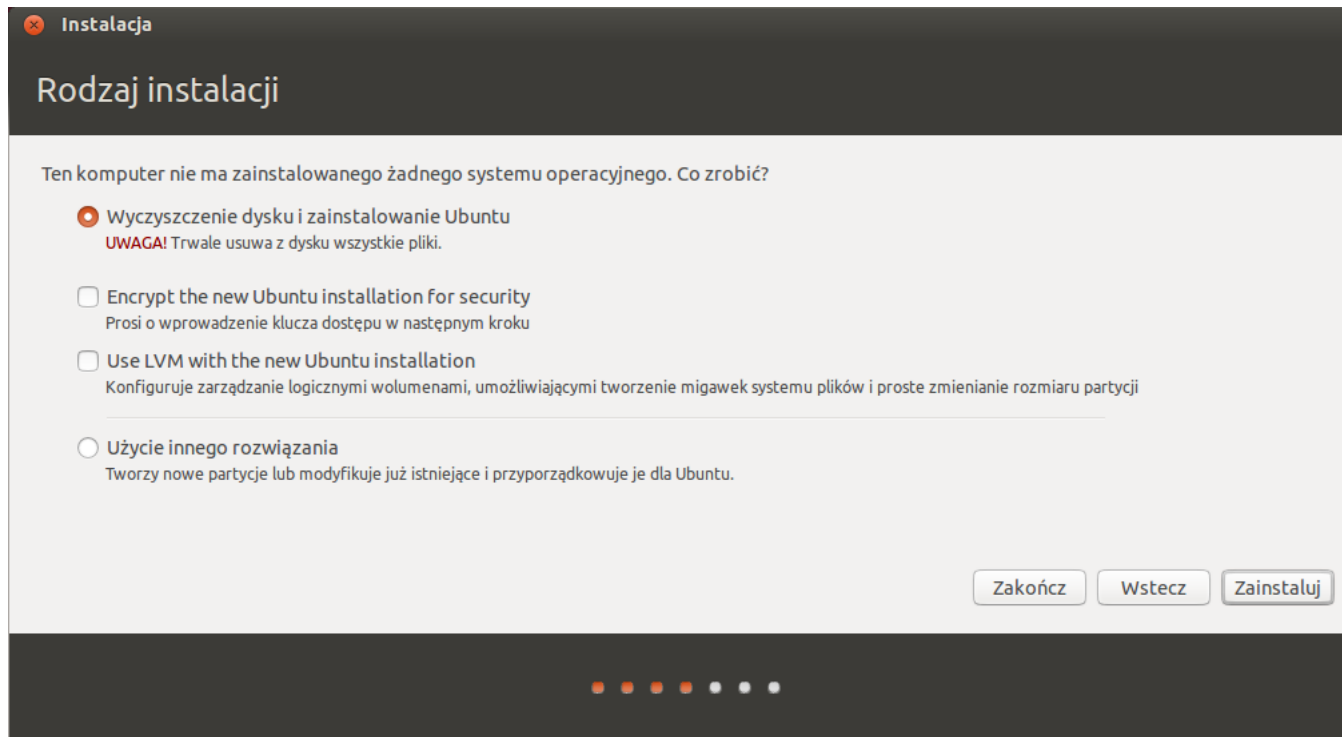 Instalacja
Rodzaj instalacji
Ten komputer nie ma zainstalowanego żadnego systemu operacyjnego. Co zrobić?
Wyczyszczenie dysku i zainstalowanie Ubuntu
UWAGA! Trwale usuwa z dysku wszystkie pliki.
Encrypt the new Ubuntu installation for security
Prosi o wprowadzenie klucza dostępu w następnym kroku
Use LVM with the new Ubuntu installation
Konfiguruje zarządzanie logicznymi wolumenami, umożliwiającymi tworzenie migawek systemu plików i proste zmienianie rozmiaru partycji
Użycie innego rozwiązania
Tworzy nowe partycje lub modyfikuje już istniejące i przyporządkowuje je dla Ubuntu.
Zakończ Wstecz Zainstaluj